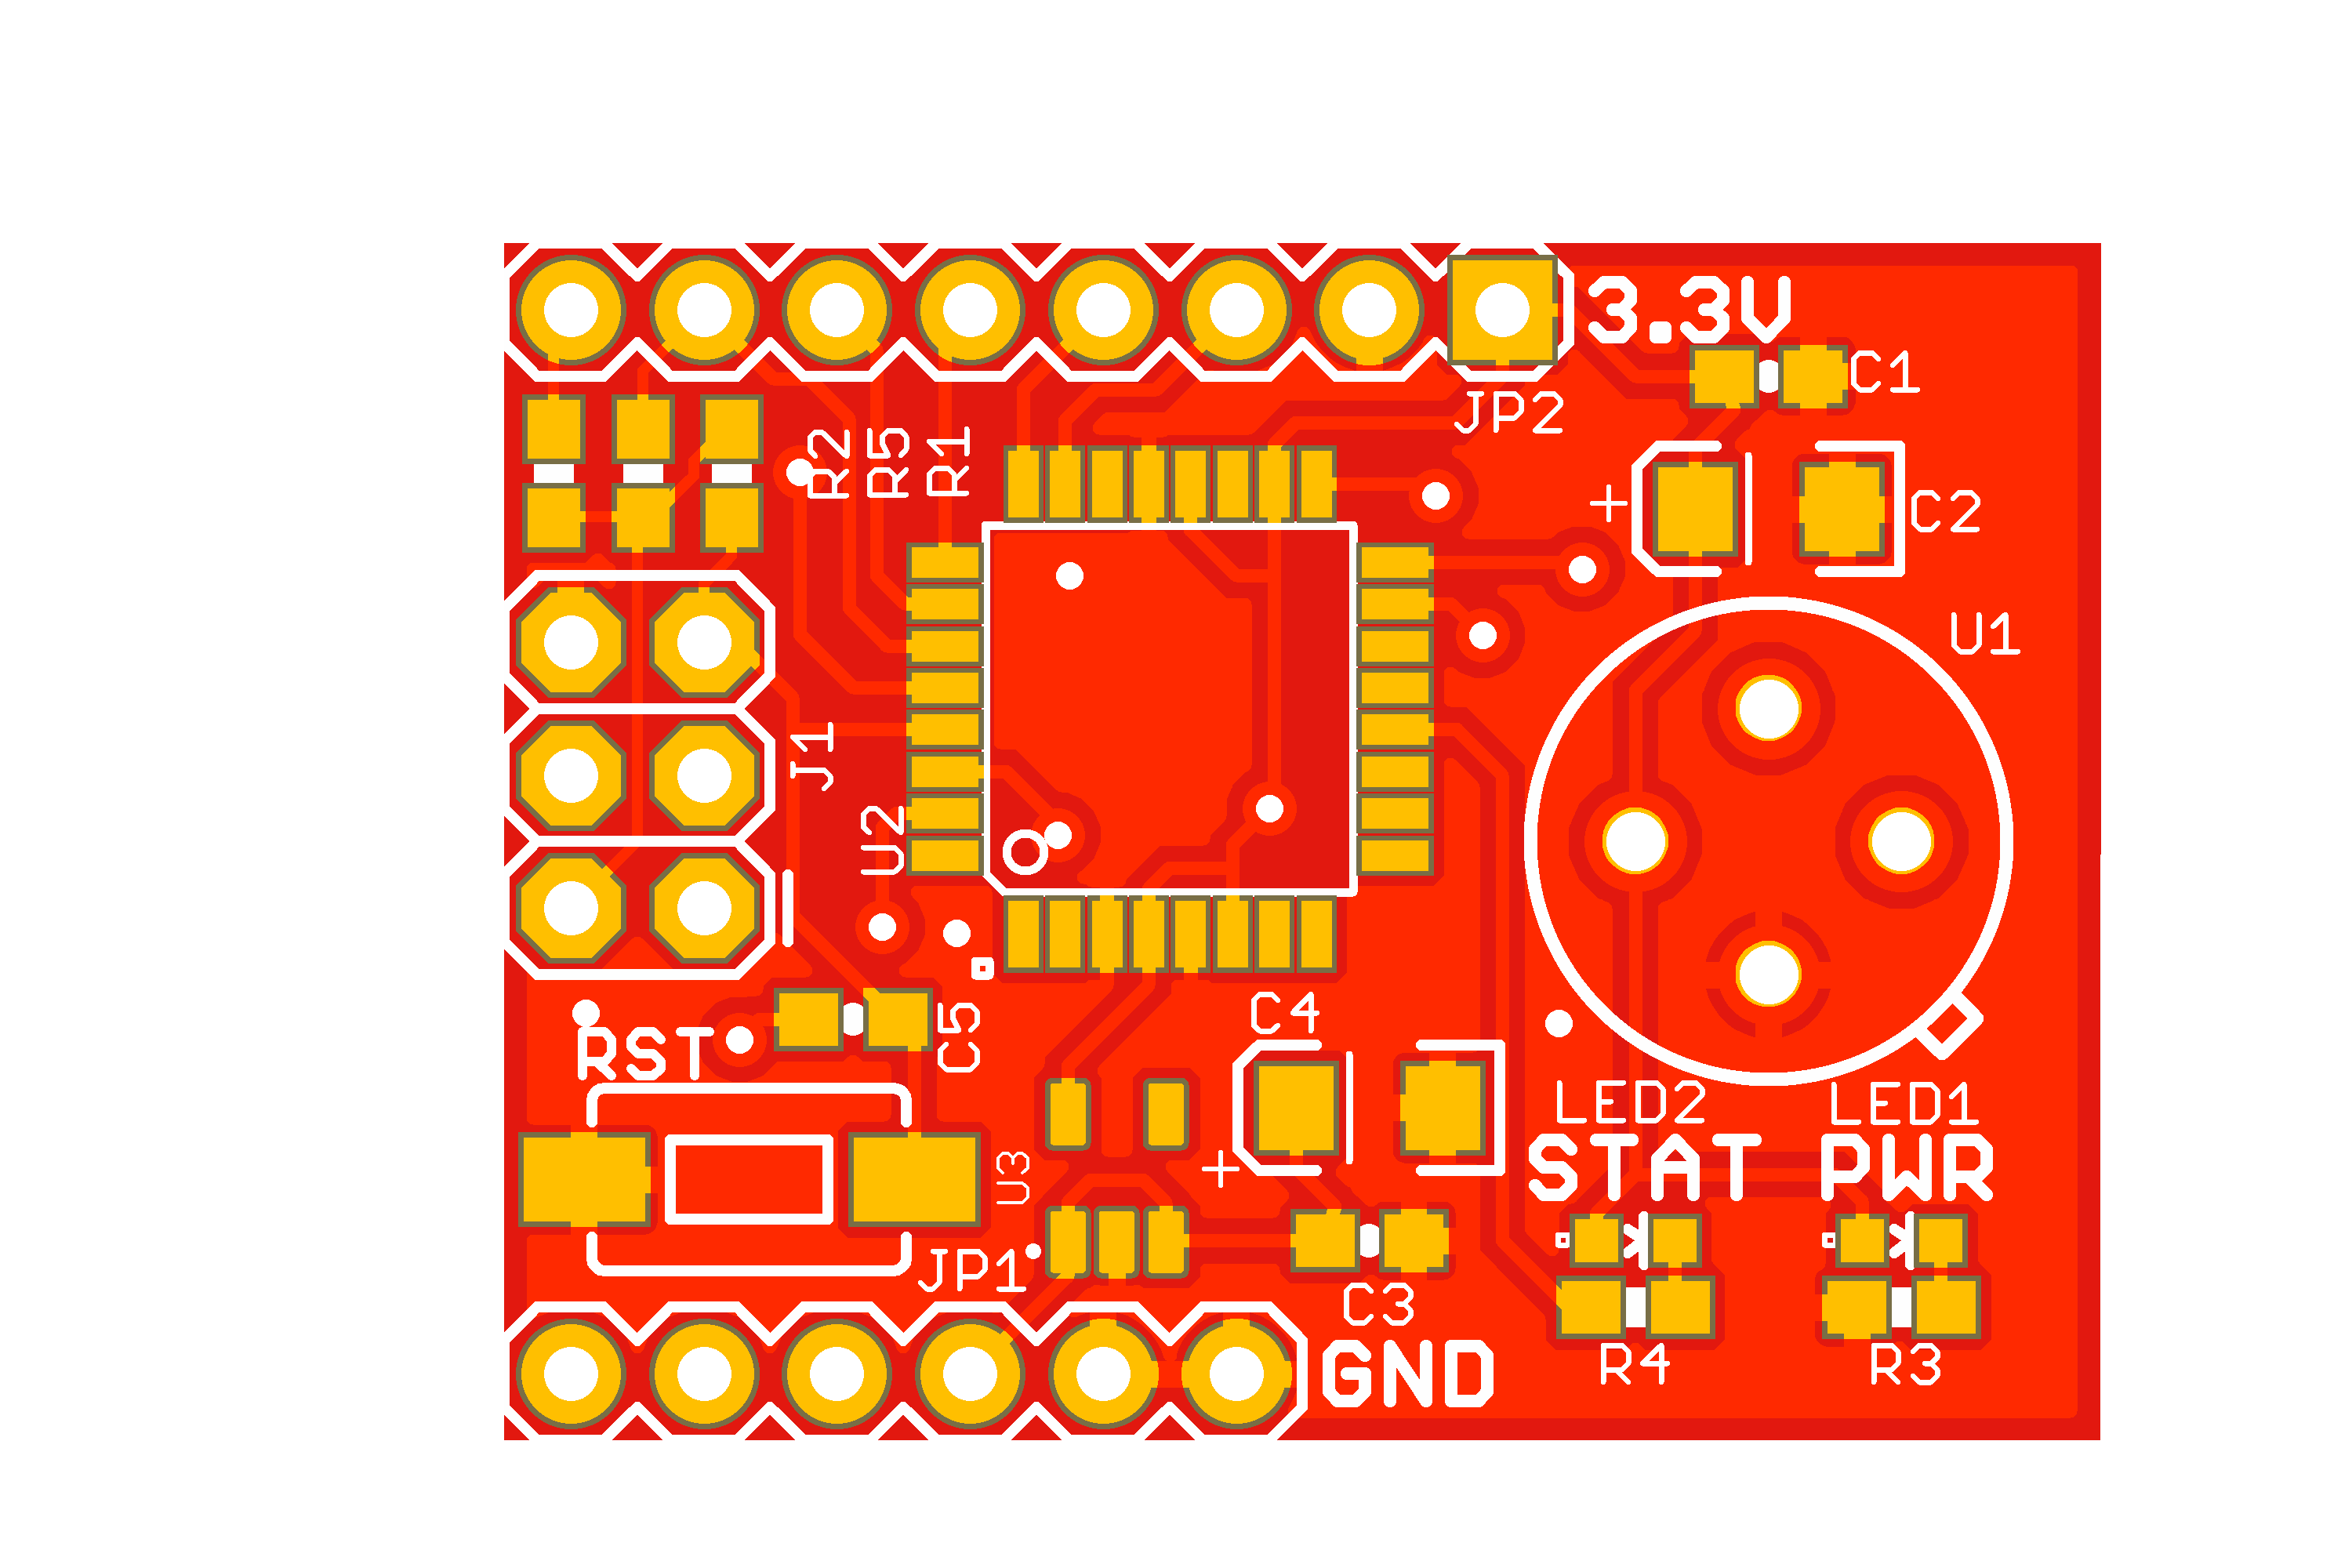 3.3V
C1
JP2
R2
R5
R1
C2
+
U1
J1
U2
C4
C5
RST
LED2
LED1
STAT
PWR
U3
+
JP1
C3
R4
R3
GND